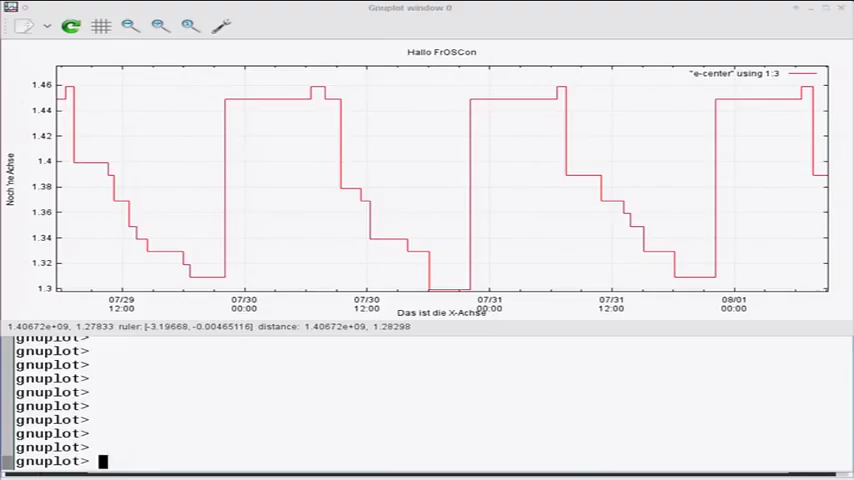 Gnuplot window 0
Hallo FrOSCon
"e-center" using 1:3
1.46
1.44
1.42
1.4
1.38
1.36
1.34
1.32
1.3
Noch 'ne Achse
07/29 12:00
07/30 00:00
07/30 12:00
07/31 00:00
07/31 12:00
08/01 00:00
Das ist die X-Achse
1.40672e+09, 1.27833 ruler: [-3.19668, -0.00465116] distance: 1.40672e+09, 1.28298
gnuplot>
gnuplot>
gnuplot>
gnuplot>
gnuplot>
gnuplot>
gnuplot>
gnuplot>
gnuplot>
gnuplot>